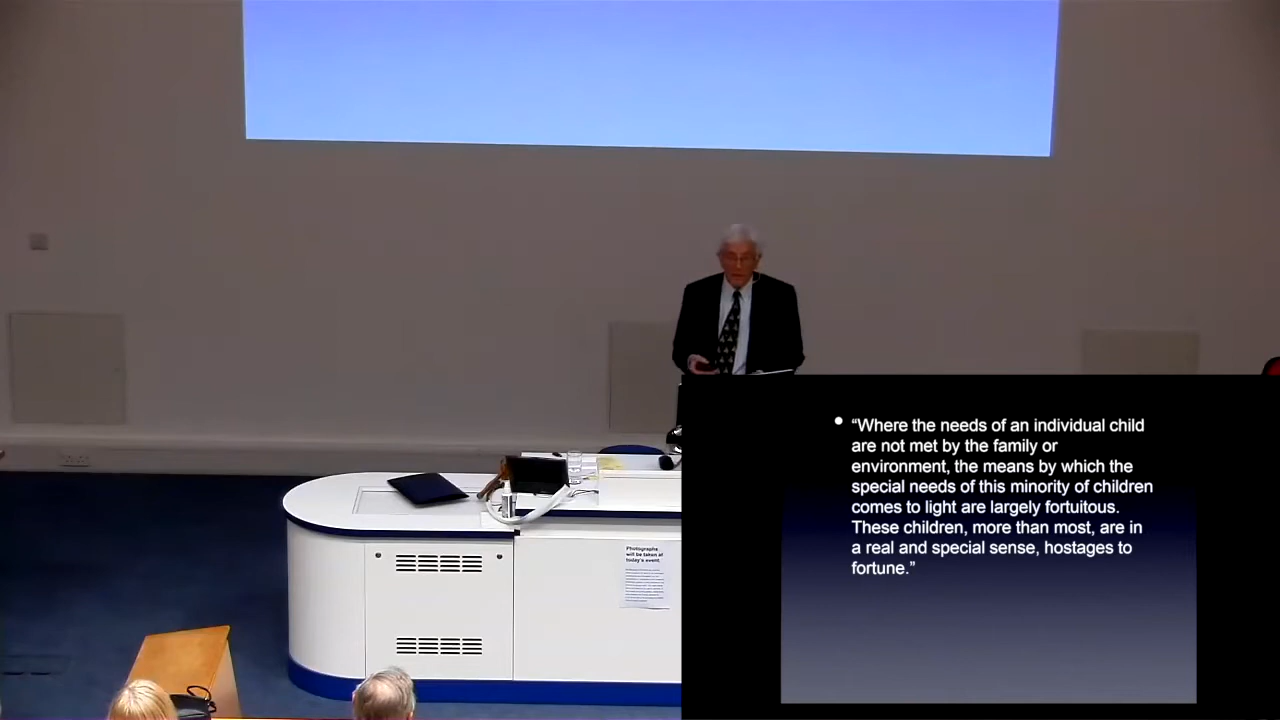 • “Where the needs of an individual child
are not met by the family or
environment, the means by which the
special needs of this minority of children
comes to light are largely fortuitous.
These children, more than most, are in
a real and special sense, hostages to
fortune.”
Photographs
will be taken at
today's event.